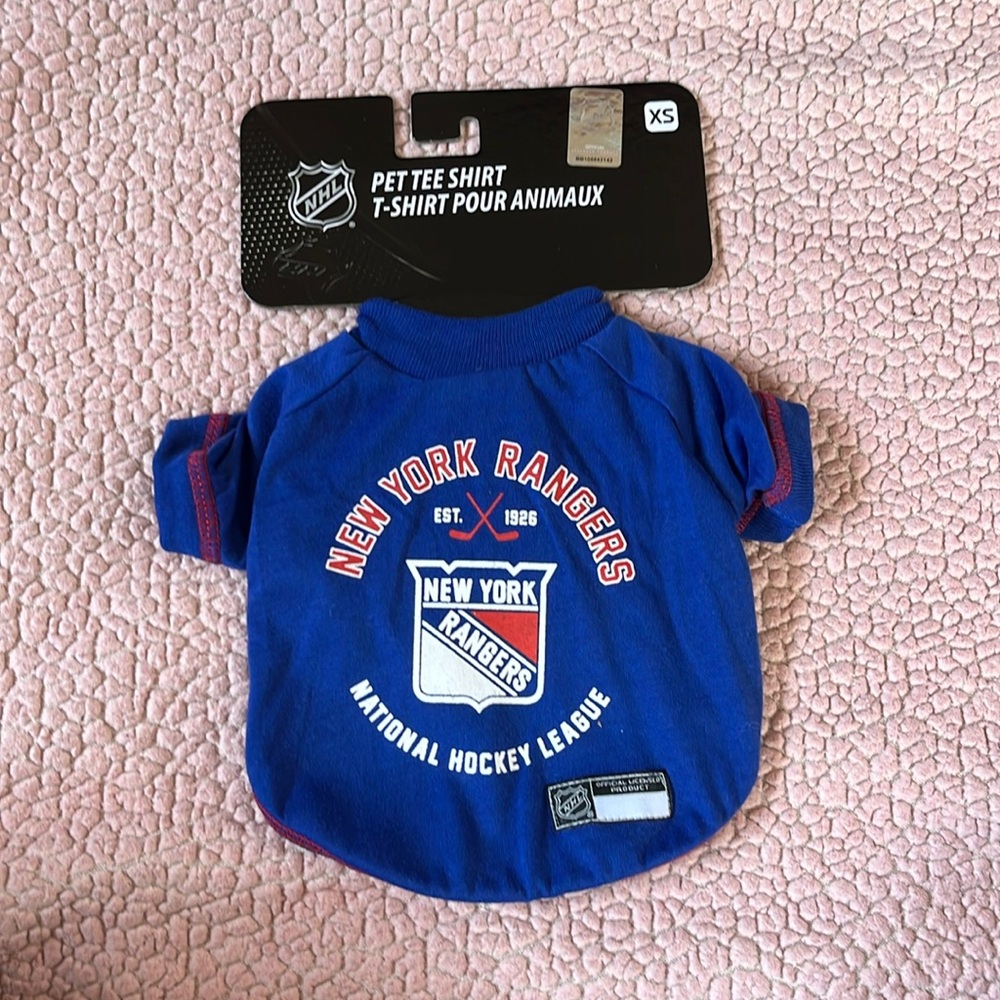 XS
NHL
PET TEE SHIRT
T-SHIRT POUR ANIMAUX
NEW YORK RANGERS
EST. 1926
NEW YORK
RANGERS
NATIONAL HOCKEY LEAGUE
NHL
OFFICIAL LICENSED
PRODUCT